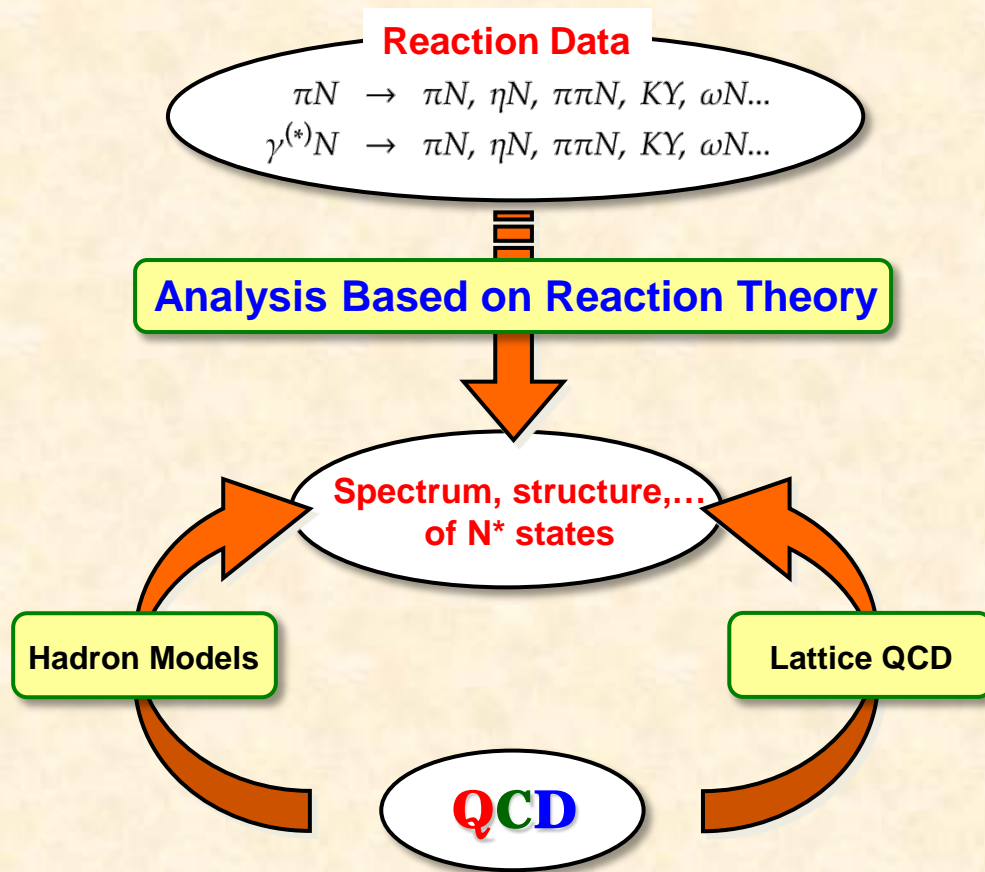 Reaction Data
πN → πN, ηN, ππN, KY, ωN...
γ(*)N → πN, ηN, ππN, KY, ωN...
Analysis Based on Reaction Theory
Spectrum, structure,…
of N* states
Hadron Models
Lattice QCD
QCD